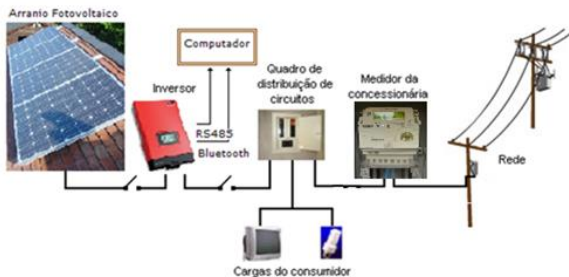 Arranjo Fotovoltaico
Computador
Inversor
RS485
Bluetooth
Quadro de
distribuição de
circuitos
Medidor da
concessionária
Rede
Cargas do consumidor